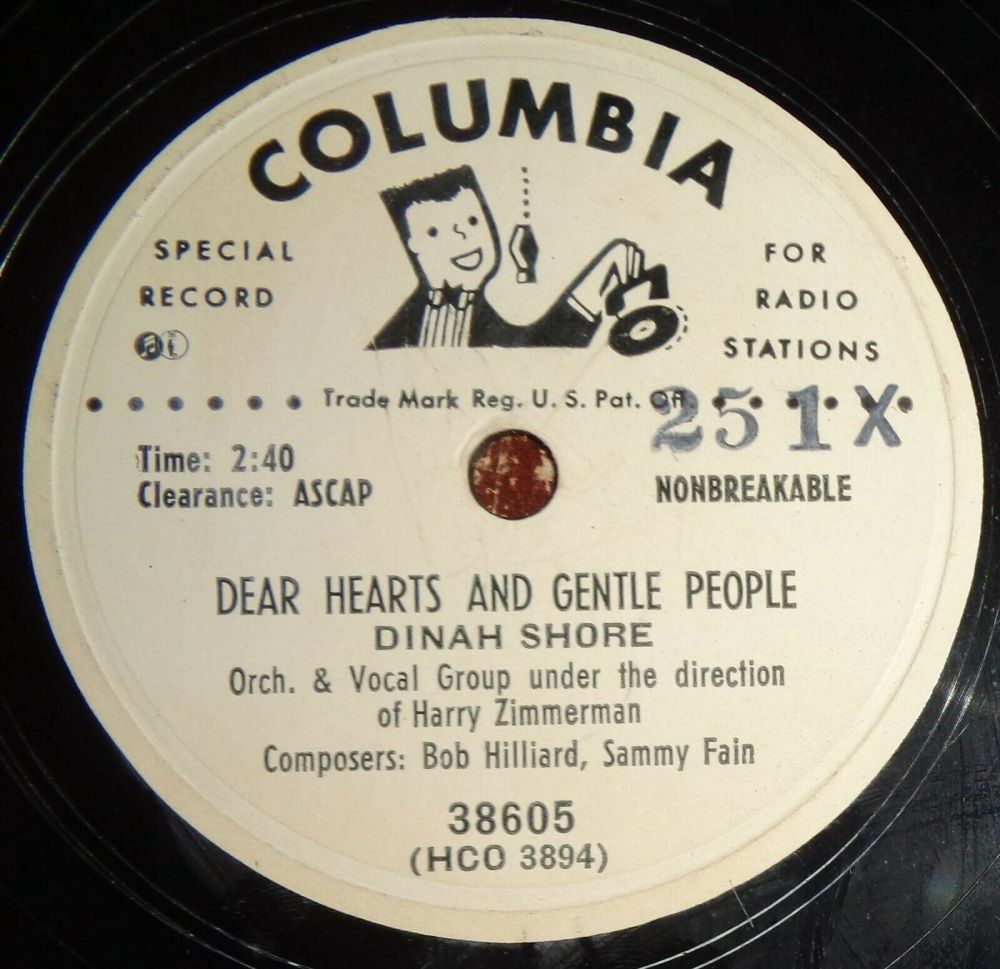 COLUMBIA
SPECIAL
RECORD
FOR
RADIO
STATIONS
Trade Mark Reg. U. S. Pat. Off.
251X
Time: 2:40
Clearance: ASCAP
NONBREAKABLE
DEAR HEARTS AND GENTLE PEOPLE
DINAH SHORE
Orch. & Vocal Group under the direction
of Harry Zimmerman
Composers: Bob Hilliard, Sammy Fain
38605
(HCO 3894)